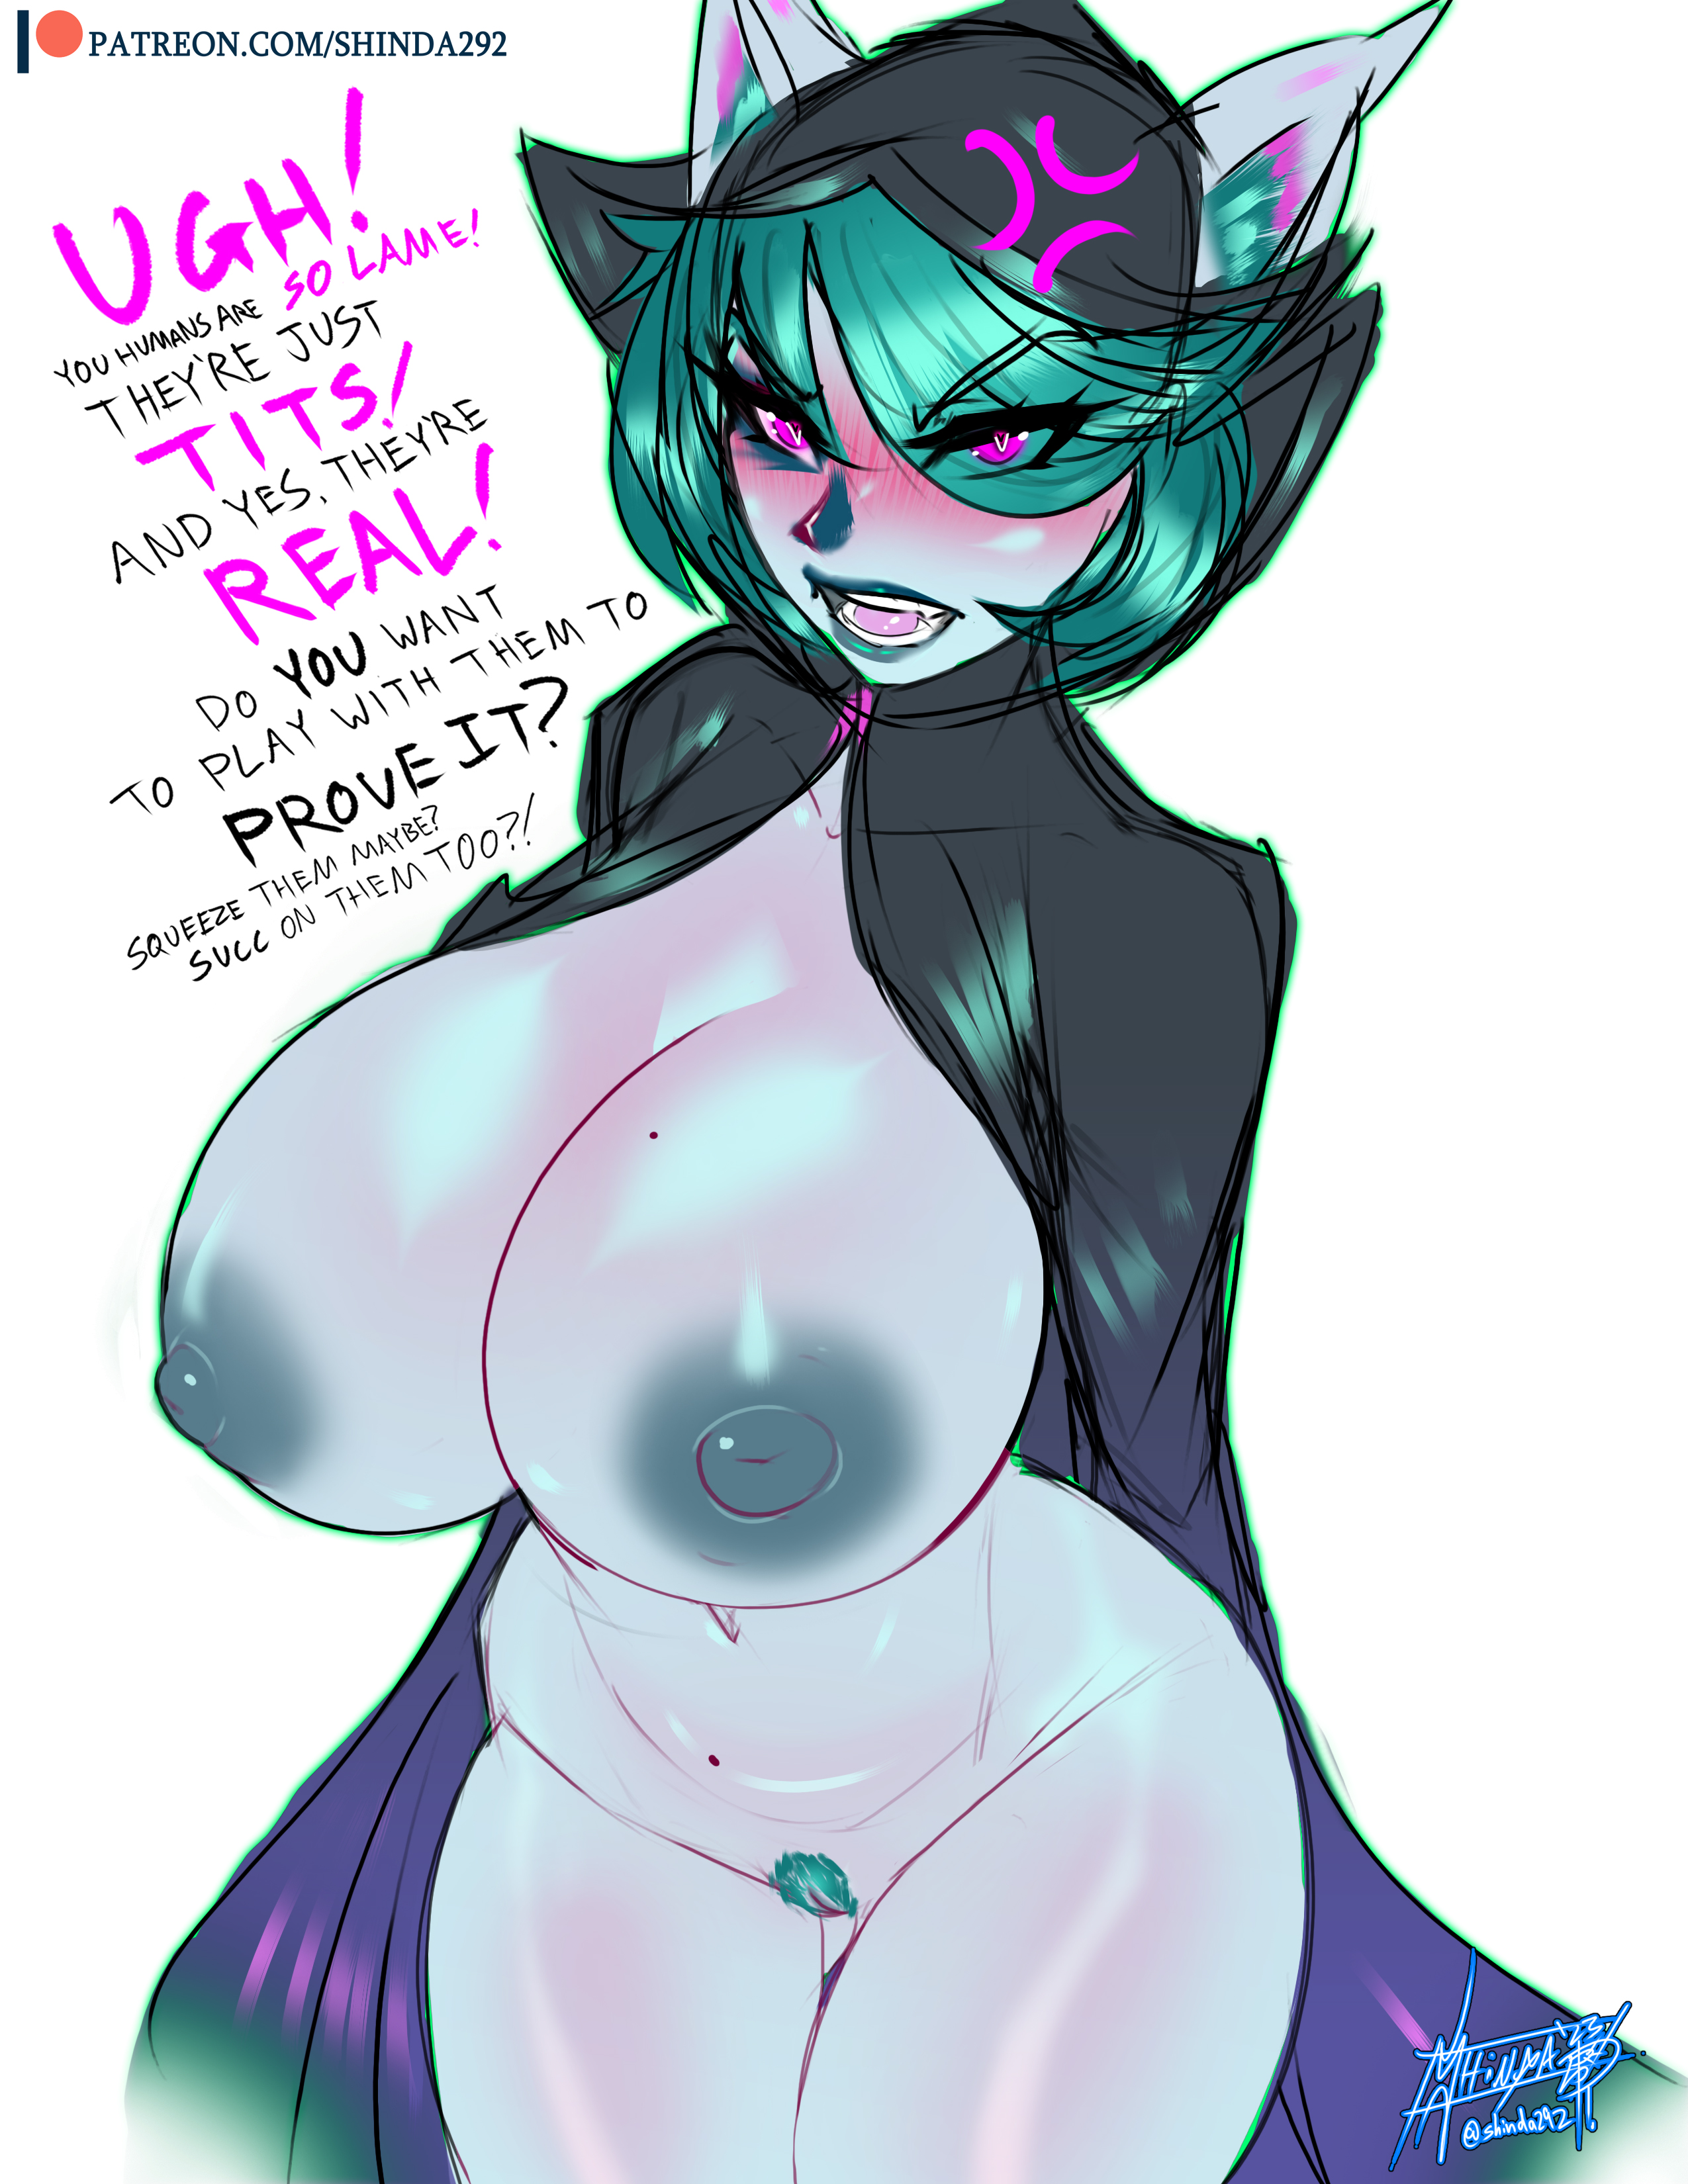 PATREON.COM/SHINDA292
UGH!
YOU HUMANS ARE SO LAME!
THEY'RE JUST
TITS!
AND YES, THEY'RE
REAL!
DO YOU WANT
TO PLAY WITH THEM TO
PROVE IT?
SQUEEZE THEM MAYBE?
SUCC ON THEM TOO?!
SHiNDA
@shinda292